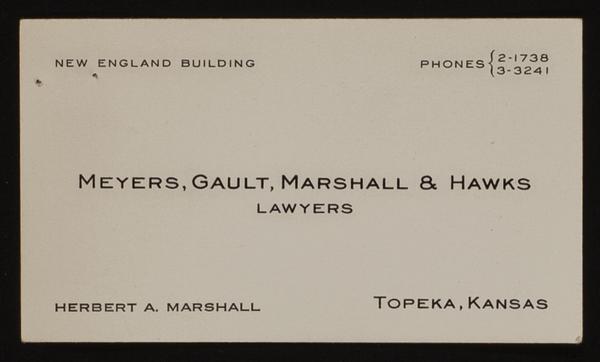 NEW ENGLAND BUILDING
PHONES { 2-1738
3-3241
MEYERS, GAULT, MARSHALL & HAWKS
LAWYERS
HERBERT A. MARSHALL
TOPEKA, KANSAS